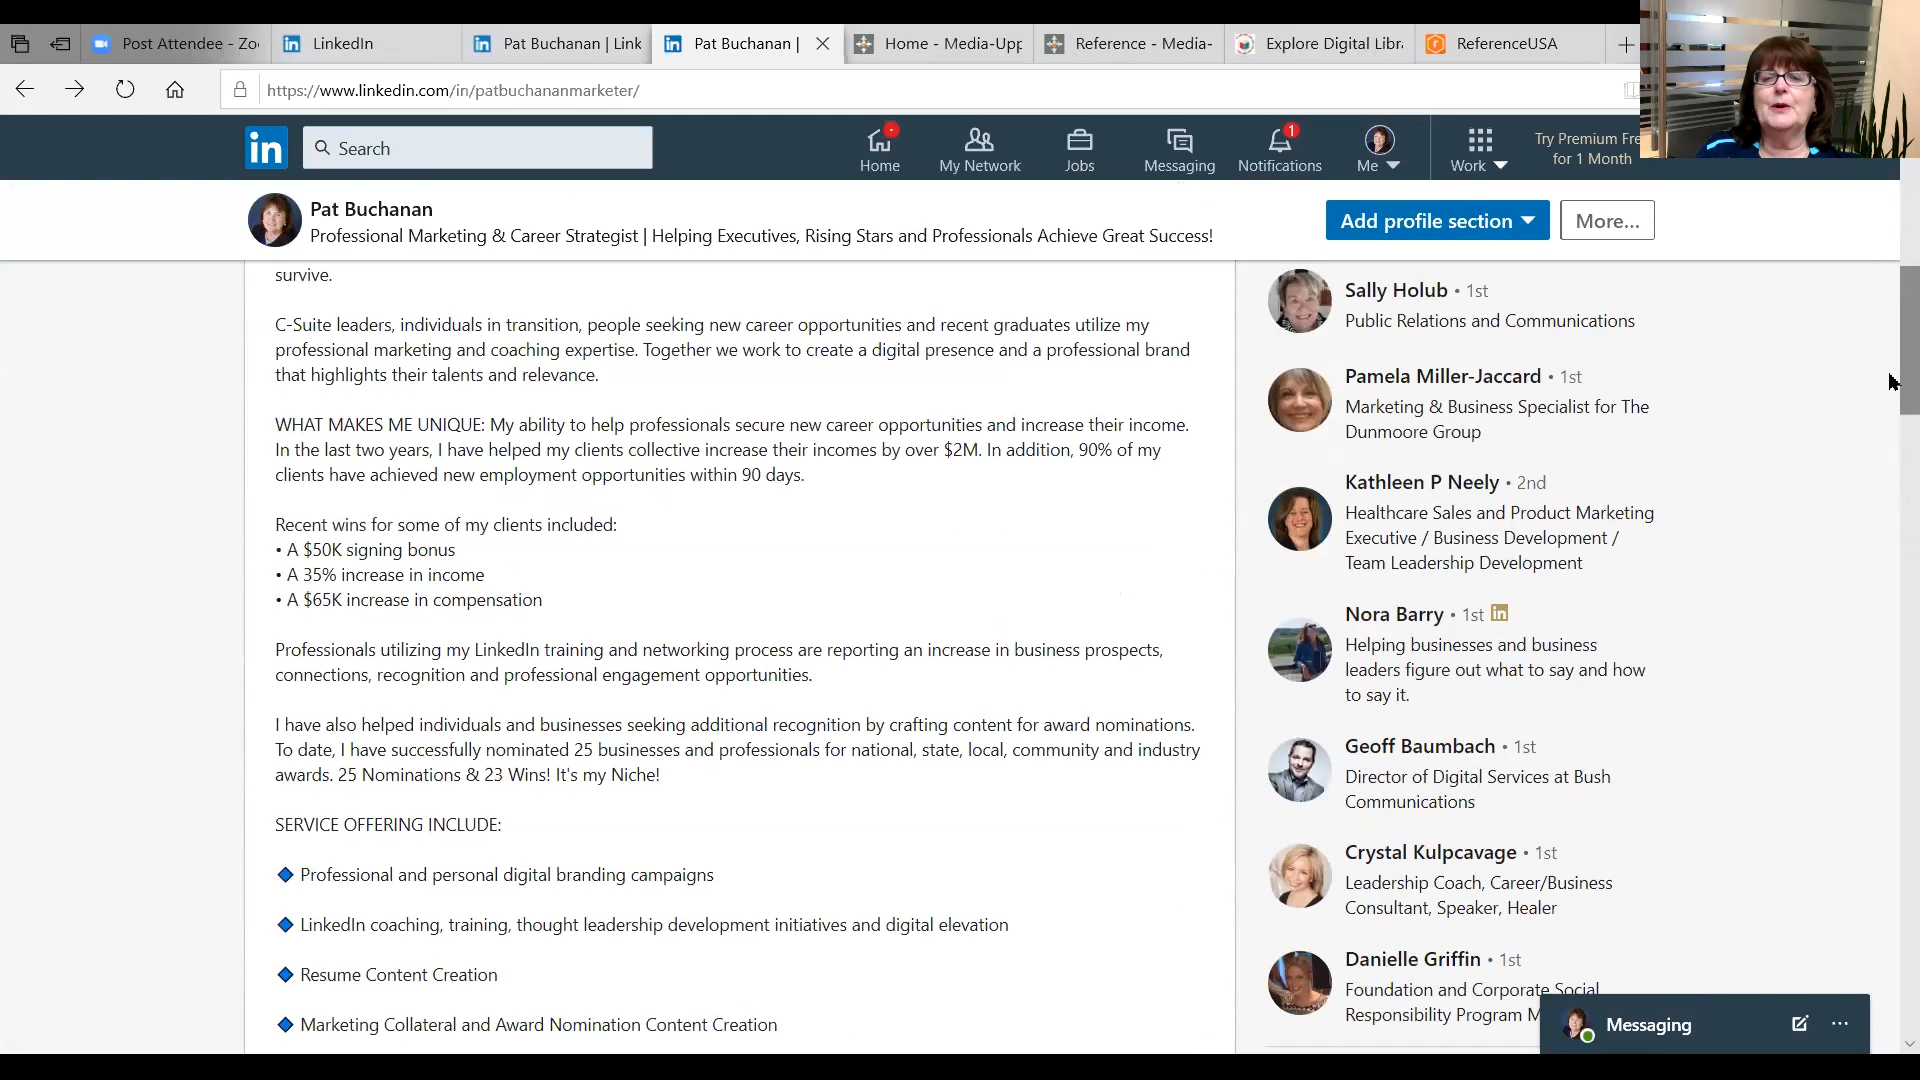 Post Attendee - Zo
LinkedIn
Pat Buchanan | Link
Pat Buchanan |
Home - Media-Upp
Reference - Media-
Explore Digital Libra
ReferenceUSA
https://www.linkedin.com/in/patbuchananmarketer/
in
Search
Home
My Network
Jobs
Messaging
1
Notifications
Me
Work
Try Premium Fre
for 1 Month
Pat Buchanan
Professional Marketing & Career Strategist | Helping Executives, Rising Stars and Professionals Achieve Great Success!
Add profile section
More...
survive.
C-Suite leaders, individuals in transition, people seeking new career opportunities and recent graduates utilize my
professional marketing and coaching expertise. Together we work to create a digital presence and a professional brand
that highlights their talents and relevance.
WHAT MAKES ME UNIQUE: My ability to help professionals secure new career opportunities and increase their income.
In the last two years, I have helped my clients collective increase their incomes by over $2M. In addition, 90% of my
clients have achieved new employment opportunities within 90 days.
Recent wins for some of my clients included:
• A $50K signing bonus
• A 35% increase in income
• A $65K increase in compensation
Professionals utilizing my LinkedIn training and networking process are reporting an increase in business prospects,
connections, recognition and professional engagement opportunities.
I have also helped individuals and businesses seeking additional recognition by crafting content for award nominations.
To date, I have successfully nominated 25 businesses and professionals for national, state, local, community and industry
awards. 25 Nominations & 23 Wins! It's my Niche!
SERVICE OFFERING INCLUDE:
Professional and personal digital branding campaigns
LinkedIn coaching, training, thought leadership development initiatives and digital elevation
Resume Content Creation
Marketing Collateral and Award Nomination Content Creation
Sally Holub • 1st
Public Relations and Communications
Pamela Miller-Jaccard • 1st
Marketing & Business Specialist for The
Dunmoore Group
Kathleen P Neely • 2nd
Healthcare Sales and Product Marketing
Executive / Business Development /
Team Leadership Development
Nora Barry • 1st in
Helping businesses and business
leaders figure out what to say and how
to say it.
Geoff Baumbach • 1st
Director of Digital Services at Bush
Communications
Crystal Kulpcavage • 1st
Leadership Coach, Career/Business
Consultant, Speaker, Healer
Danielle Griffin • 1st
Foundation and Corporate Social
Responsibility Program M
Messaging